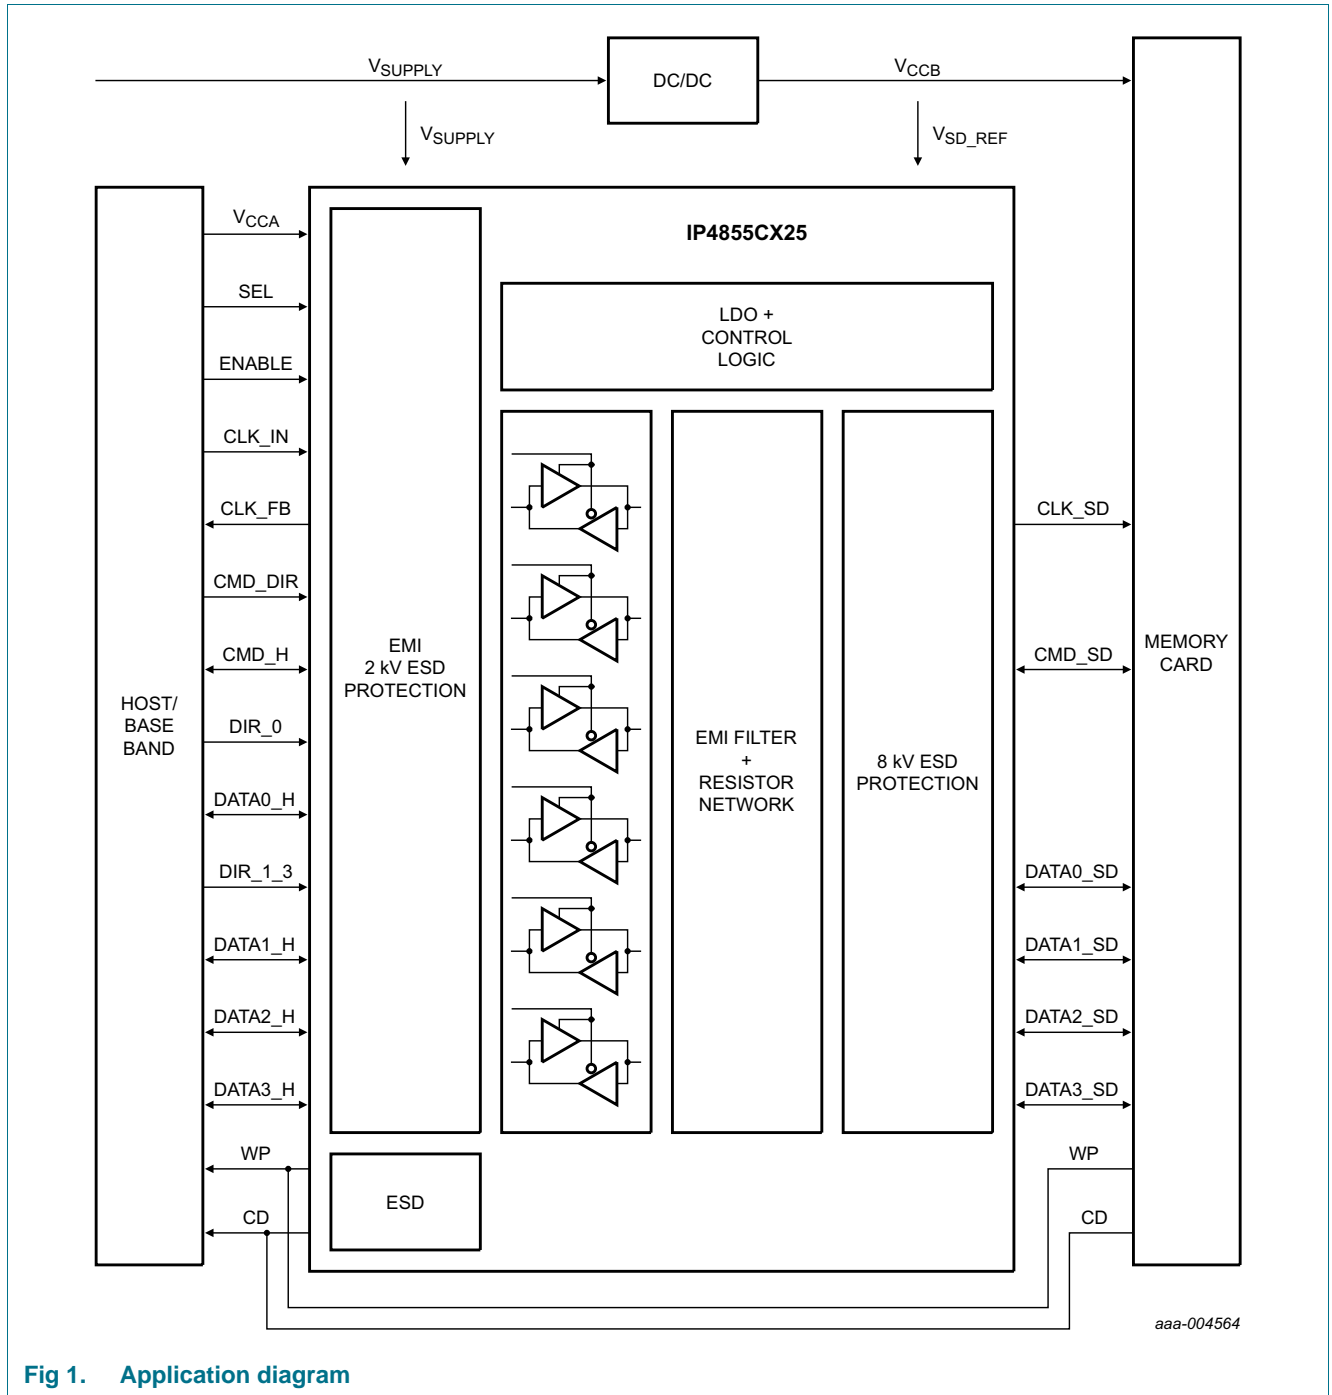 VSUPPLY
DC/DC
VCCB
VSUPPLY
VSD_REF
VCCA
SEL
ENABLE
CLK_IN
CLK_FB
CMD_DIR
CMD_H
DIR_0
DATA0_H
DIR_1_3
DATA1_H
DATA2_H
DATA3_H
WP
CD
HOST/
BASE
BAND
EMI
2 kV ESD
PROTECTION
ESD
IP4855CX25
LDO +
CONTROL
LOGIC
EMI FILTER
+
RESISTOR
NETWORK
8 kV ESD
PROTECTION
CLK_SD
CMD_SD
DATA0_SD
DATA1_SD
DATA2_SD
DATA3_SD
WP
CD
MEMORY
CARD
aaa-004564
Fig 1. Application diagram